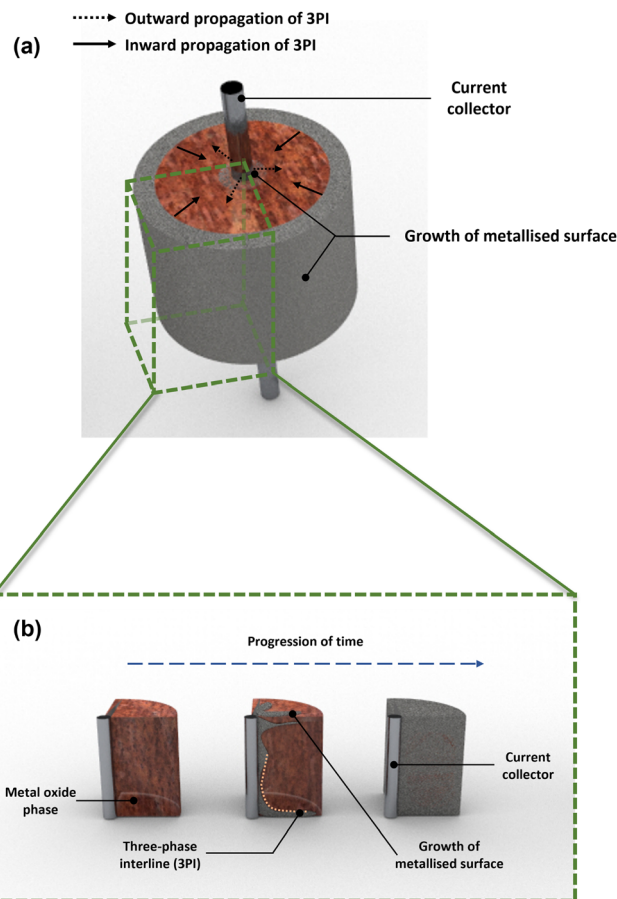 Outward propagation of 3PI
(a)
Inward propagation of 3PI
Current
collector
Growth of metallised surface
(b)
Progression of time
Metal oxide
phase
Current
collector
Three-phase
interline (3PI)
Growth of
metallised surface